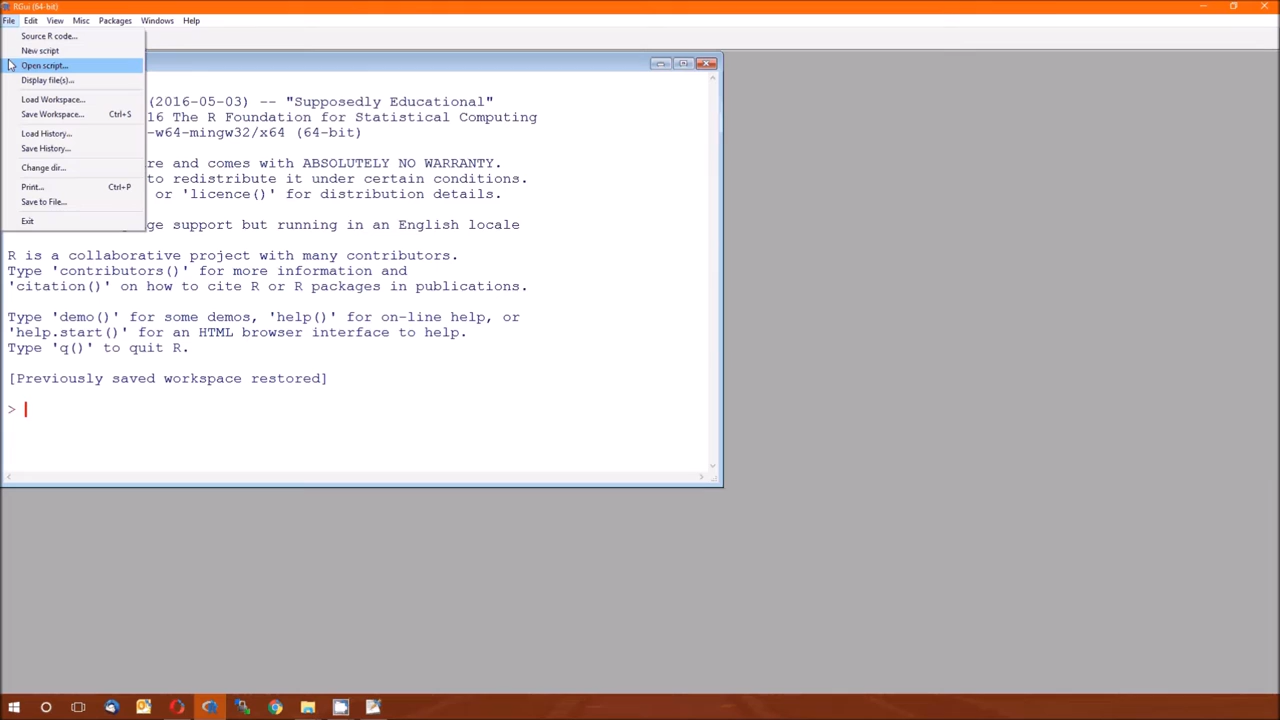 RGui (64-bit)
File Edit View Misc Packages Windows Help
Source R code...
New script
Open script...
Display file(s)...
Load Workspace...
Save Workspace... Ctrl+S
Load History...
Save History...
Change dir...
Print... Ctrl+P
Save to File...
Exit
(2016-05-03) -- "Supposedly Educational"
16 The R Foundation for Statistical Computing
-w64-mingw32/x64 (64-bit)
re and comes with ABSOLUTELY NO WARRANTY.
to redistribute it under certain conditions.
or 'licence()' for distribution details.
ge support but running in an English locale
R is a collaborative project with many contributors.
Type 'contributors()' for more information and
'citation()' on how to cite R or R packages in publications.
Type 'demo()' for some demos, 'help()' for on-line help, or
'help.start()' for an HTML browser interface to help.
Type 'q()' to quit R.
[Previously saved workspace restored]
>